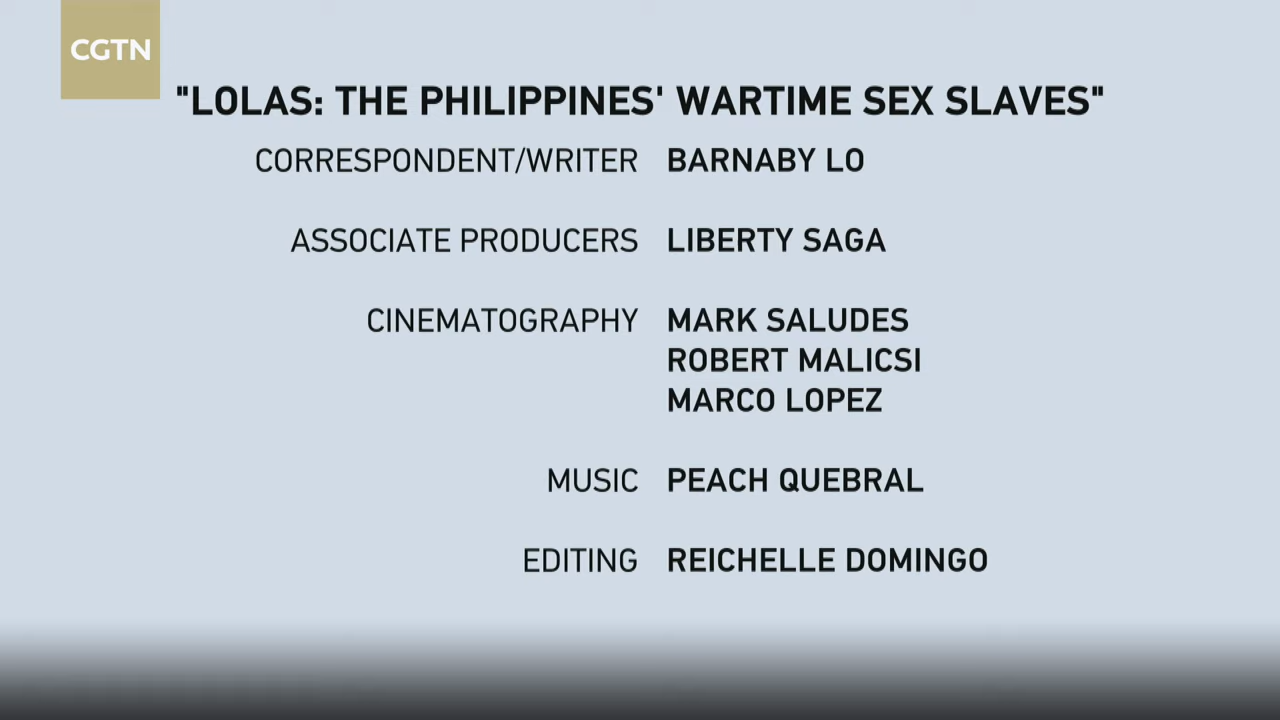 CGTN
"LOLAS: THE PHILIPPINES' WARTIME SEX SLAVES"
CORRESPONDENT/WRITER BARNABY LO
ASSOCIATE PRODUCERS LIBERTY SAGA
CINEMATOGRAPHY MARK SALUDES
ROBERT MALICSI
MARCO LOPEZ
MUSIC PEACH QUEBRAL
EDITING REICHELLE DOMINGO